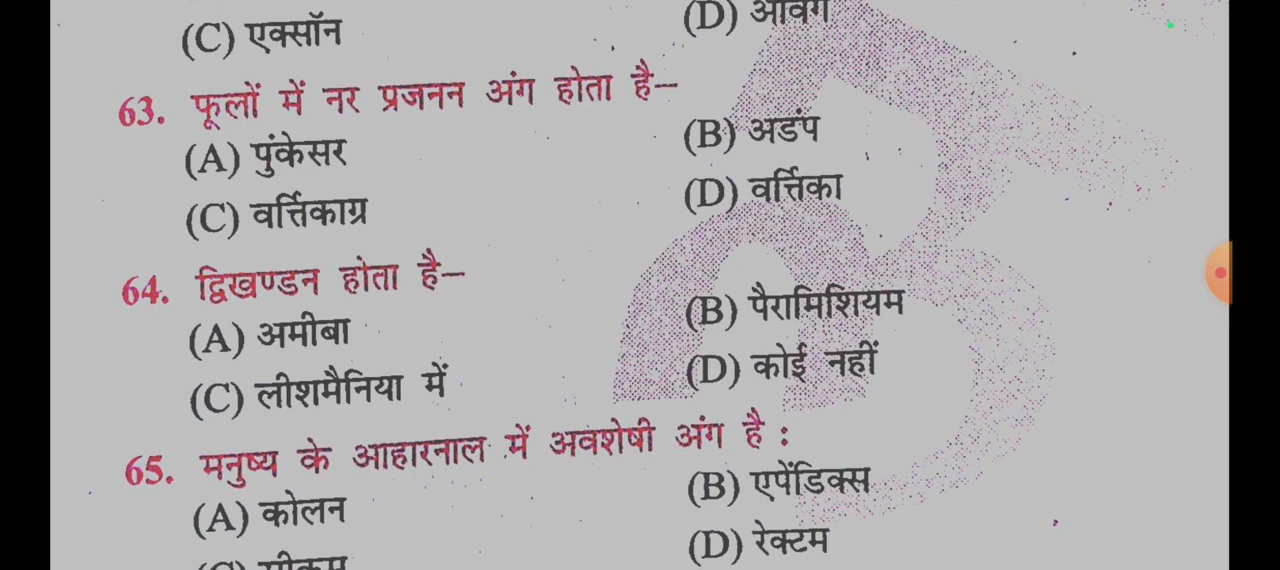 (C) एक्सॉन (D) आवेग
63. फूलों में नर प्रजनन अंग होता है–
(A) पुंकेसर (B) अडंप
(C) वर्त्तिकाग्र (D) वर्त्तिका
64. द्विखण्डन होता है–
(A) अमीबा (B) पैरामिशियम
(C) लीशमैनिया में (D) कोई नहीं
65. मनुष्य के आहारनाल में अवशेषी अंग है :
(A) कोलन (B) एपेंडिक्स
(D) रेक्टम